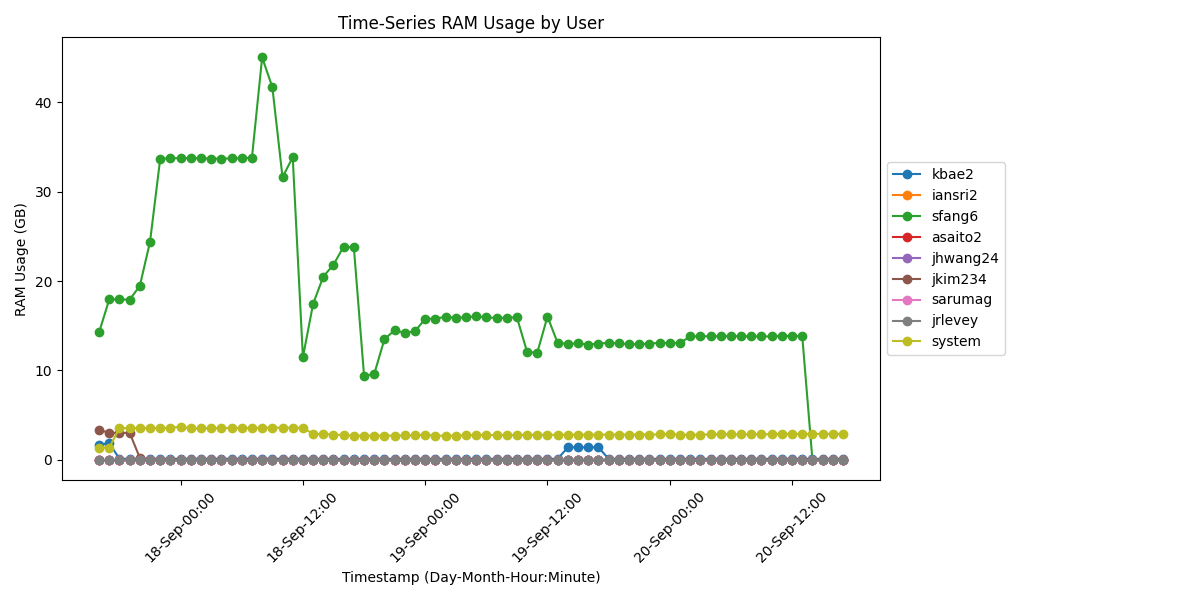 Time-Series RAM Usage by User
RAM Usage (GB)
40
30
20
10
0
18-Sep-00:00
18-Sep-12:00
19-Sep-00:00
19-Sep-12:00
20-Sep-00:00
20-Sep-12:00
Timestamp (Day-Month-Hour:Minute)
kbae2
iansri2
sfang6
asaito2
jhwang24
jkim234
sarumag
jrlevey
system